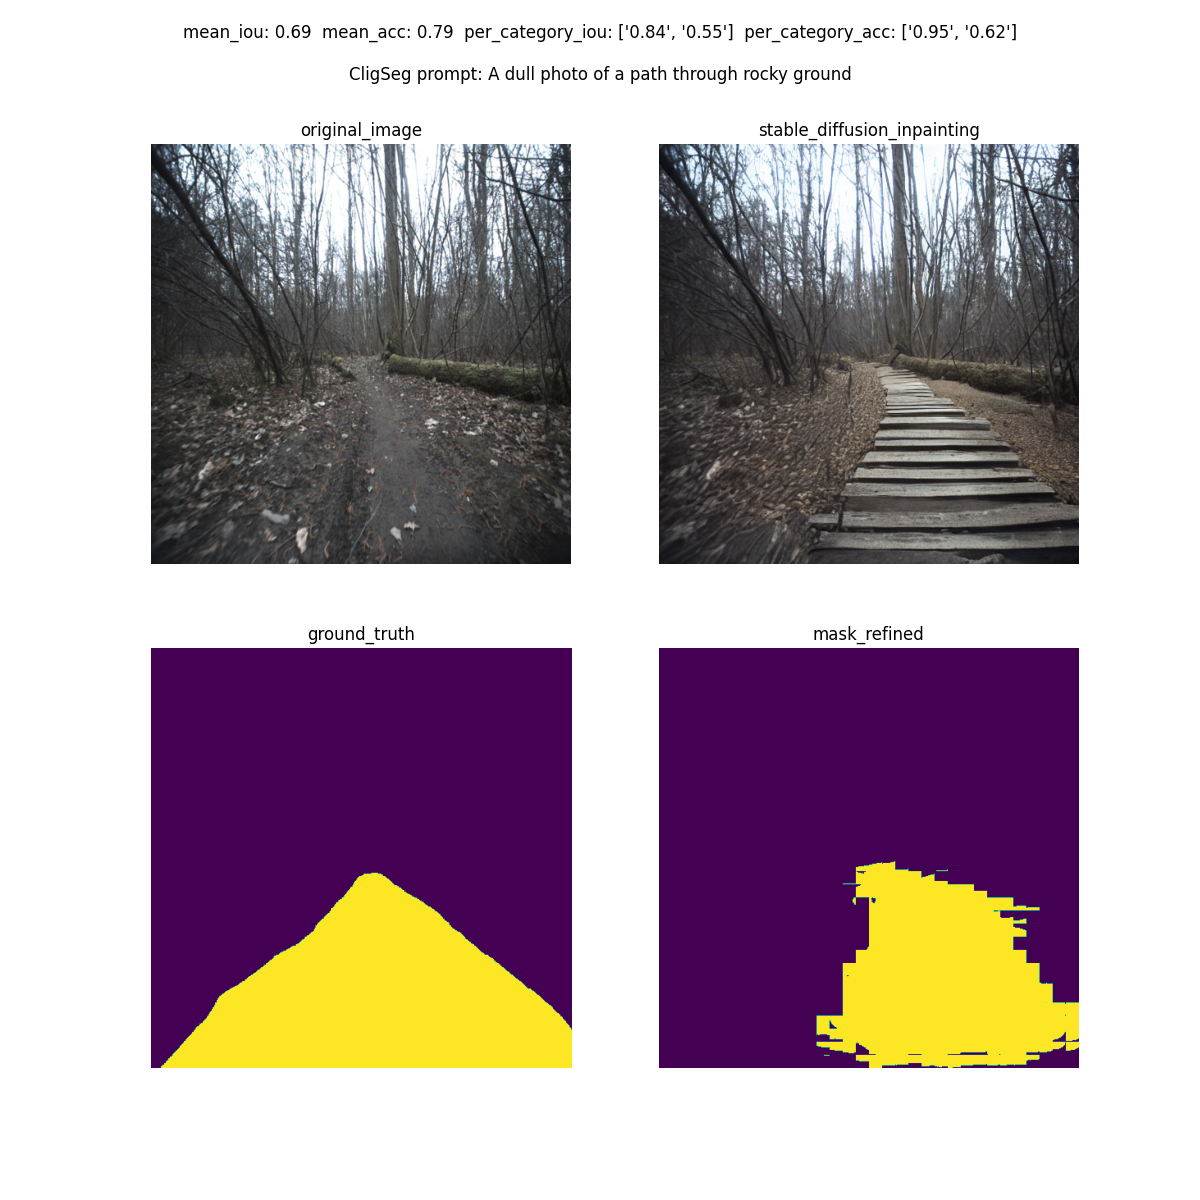 mean_iou: 0.69  mean_acc: 0.79  per_category_iou: ['0.84', '0.55']  per_category_acc: ['0.95', '0.62']
CligSeg prompt: A dull photo of a path through rocky ground
original_image
stable_diffusion_inpainting
ground_truth
mask_refined